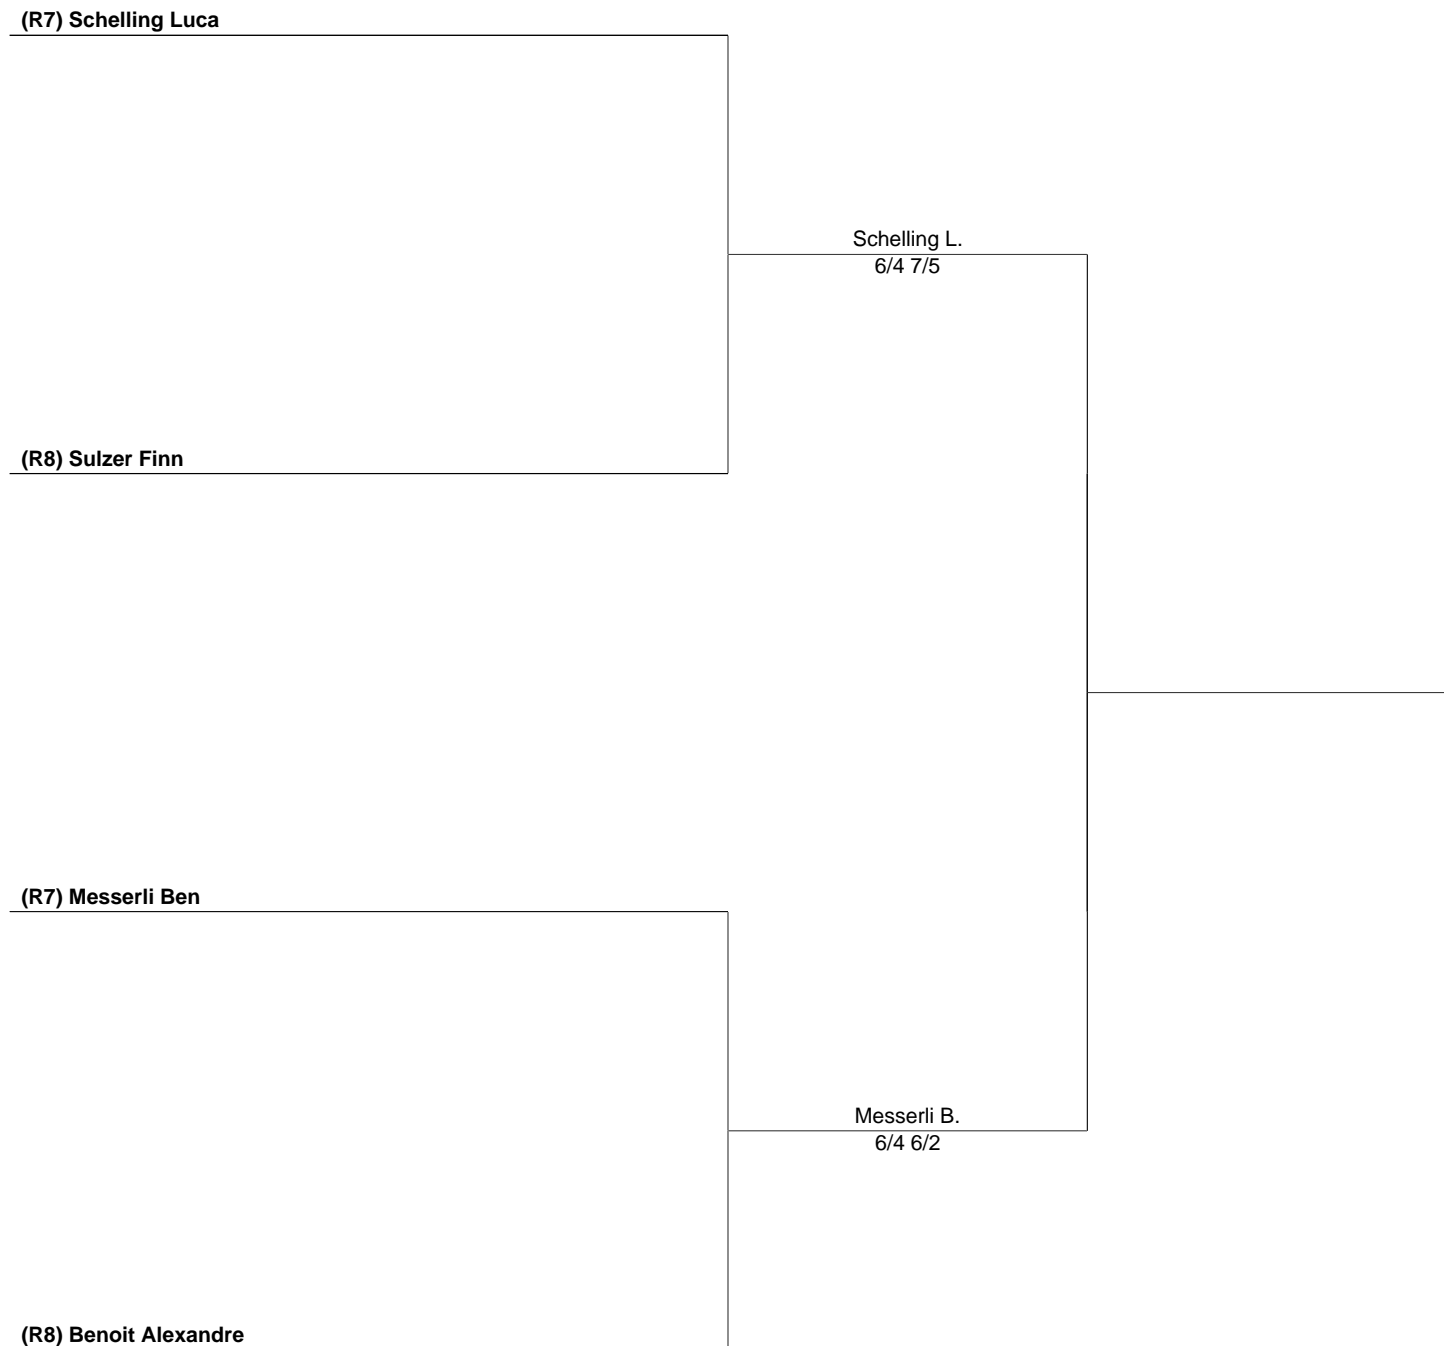 (R7) Schelling Luca
Schelling L.
6/4 7/5
(R8) Sulzer Finn
(R7) Messerli Ben
Messerli B.
6/4 6/2
(R8) Benoit Alexandre